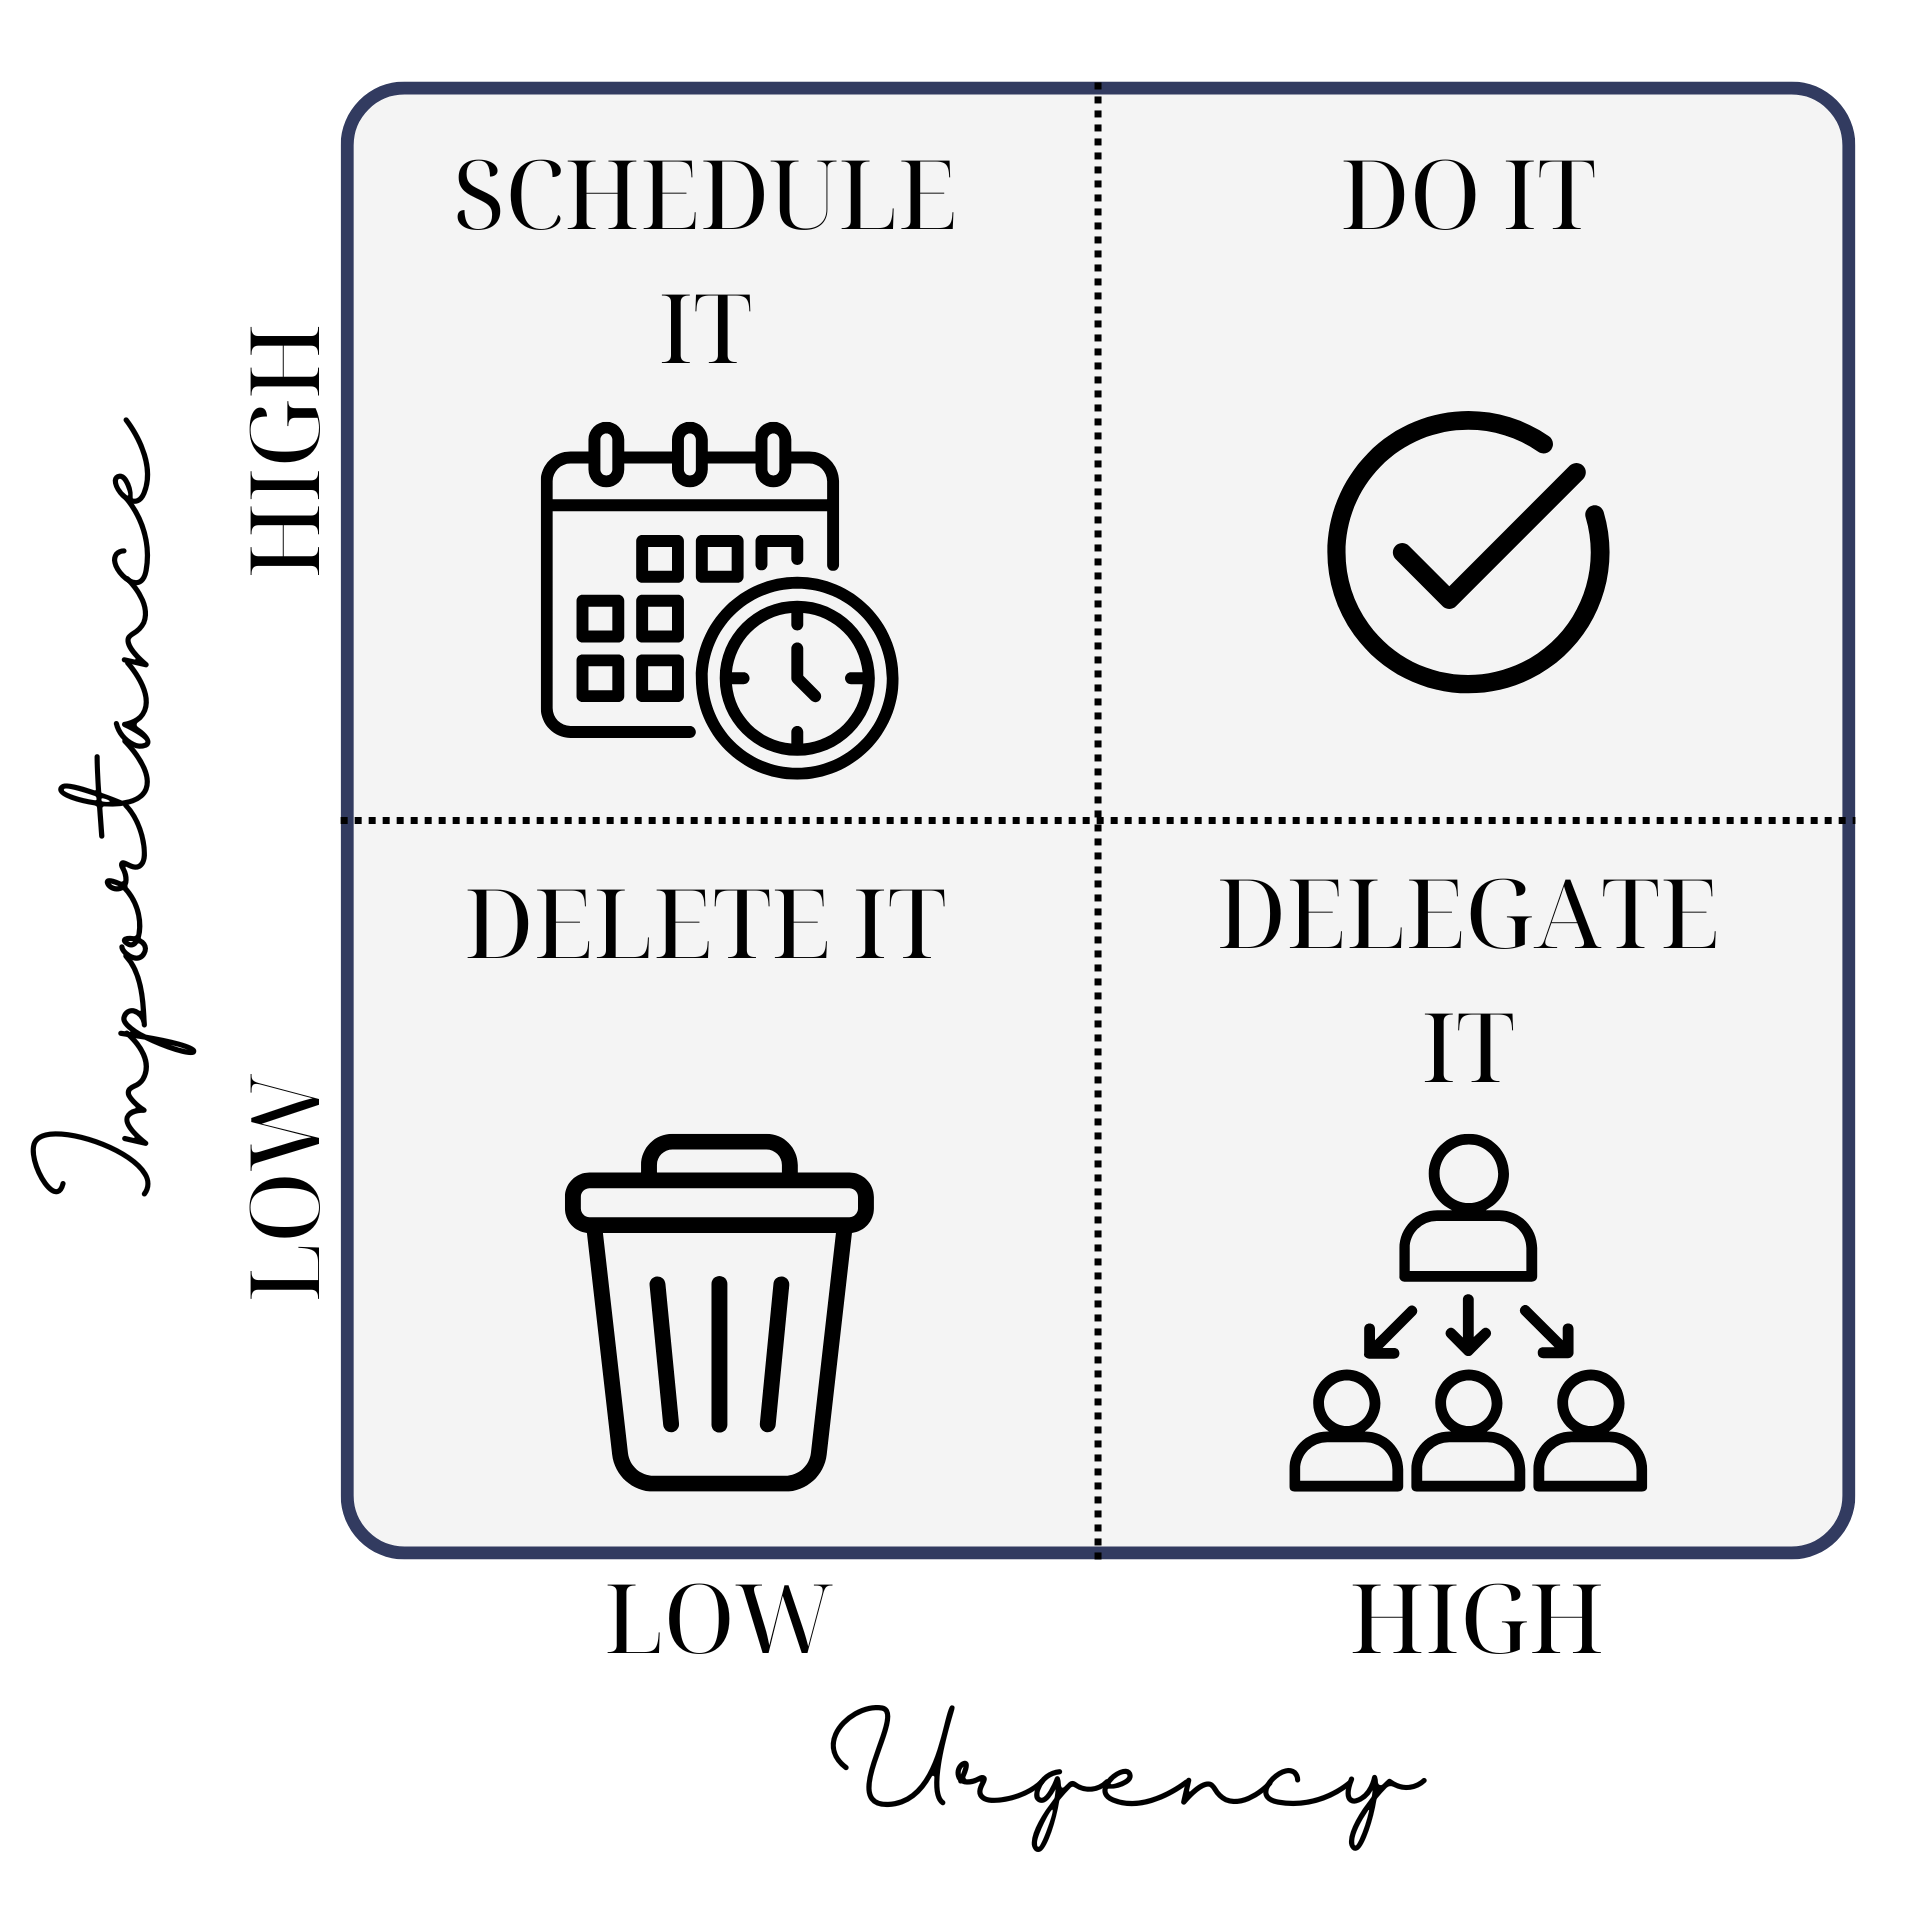 SCHEDULE
IT
DO IT
HIGH
Importance
DELETE IT
DELEGATE
IT
LOW
LOW
HIGH
Urgency